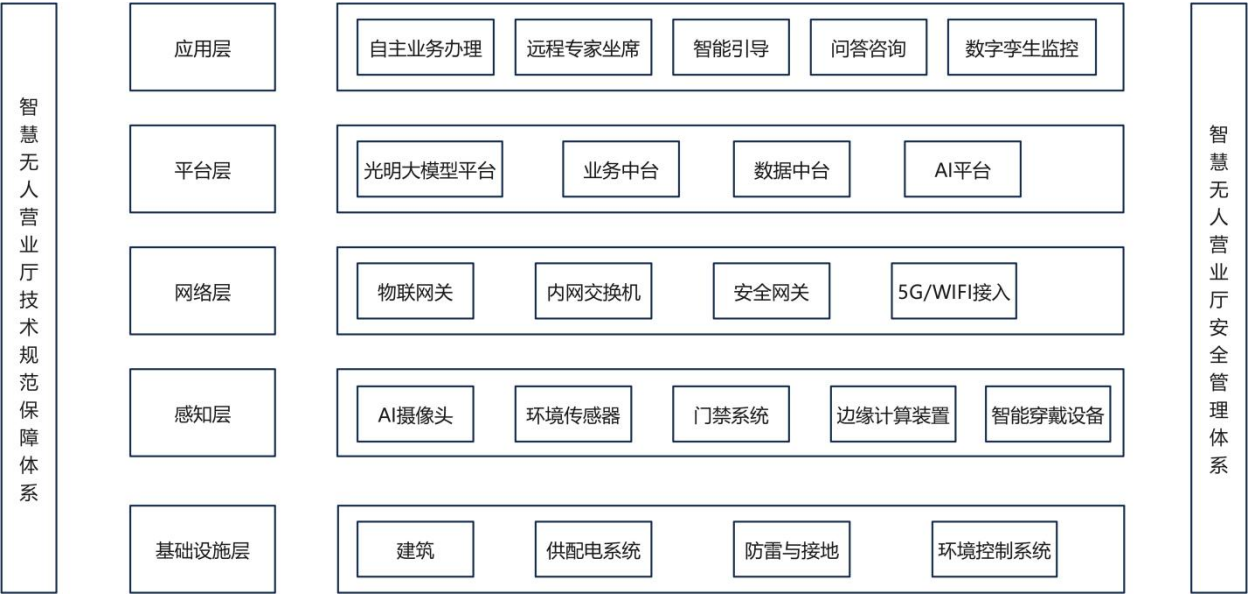 智慧无人营业厅技术规范保障体系
应用层
自主业务办理
远程专家坐席
智能引导
问答咨询
数字孪生监控
平台层
光明大模型平台
业务中台
数据中台
AI平台
网络层
物联网关
内网交换机
安全网关
5G/WIFI接入
感知层
AI摄像头
环境传感器
门禁系统
边缘计算装置
智能穿戴设备
基础设施层
建筑
供配电系统
防雷与接地
环境控制系统
智慧无人营业厅安全管理体系